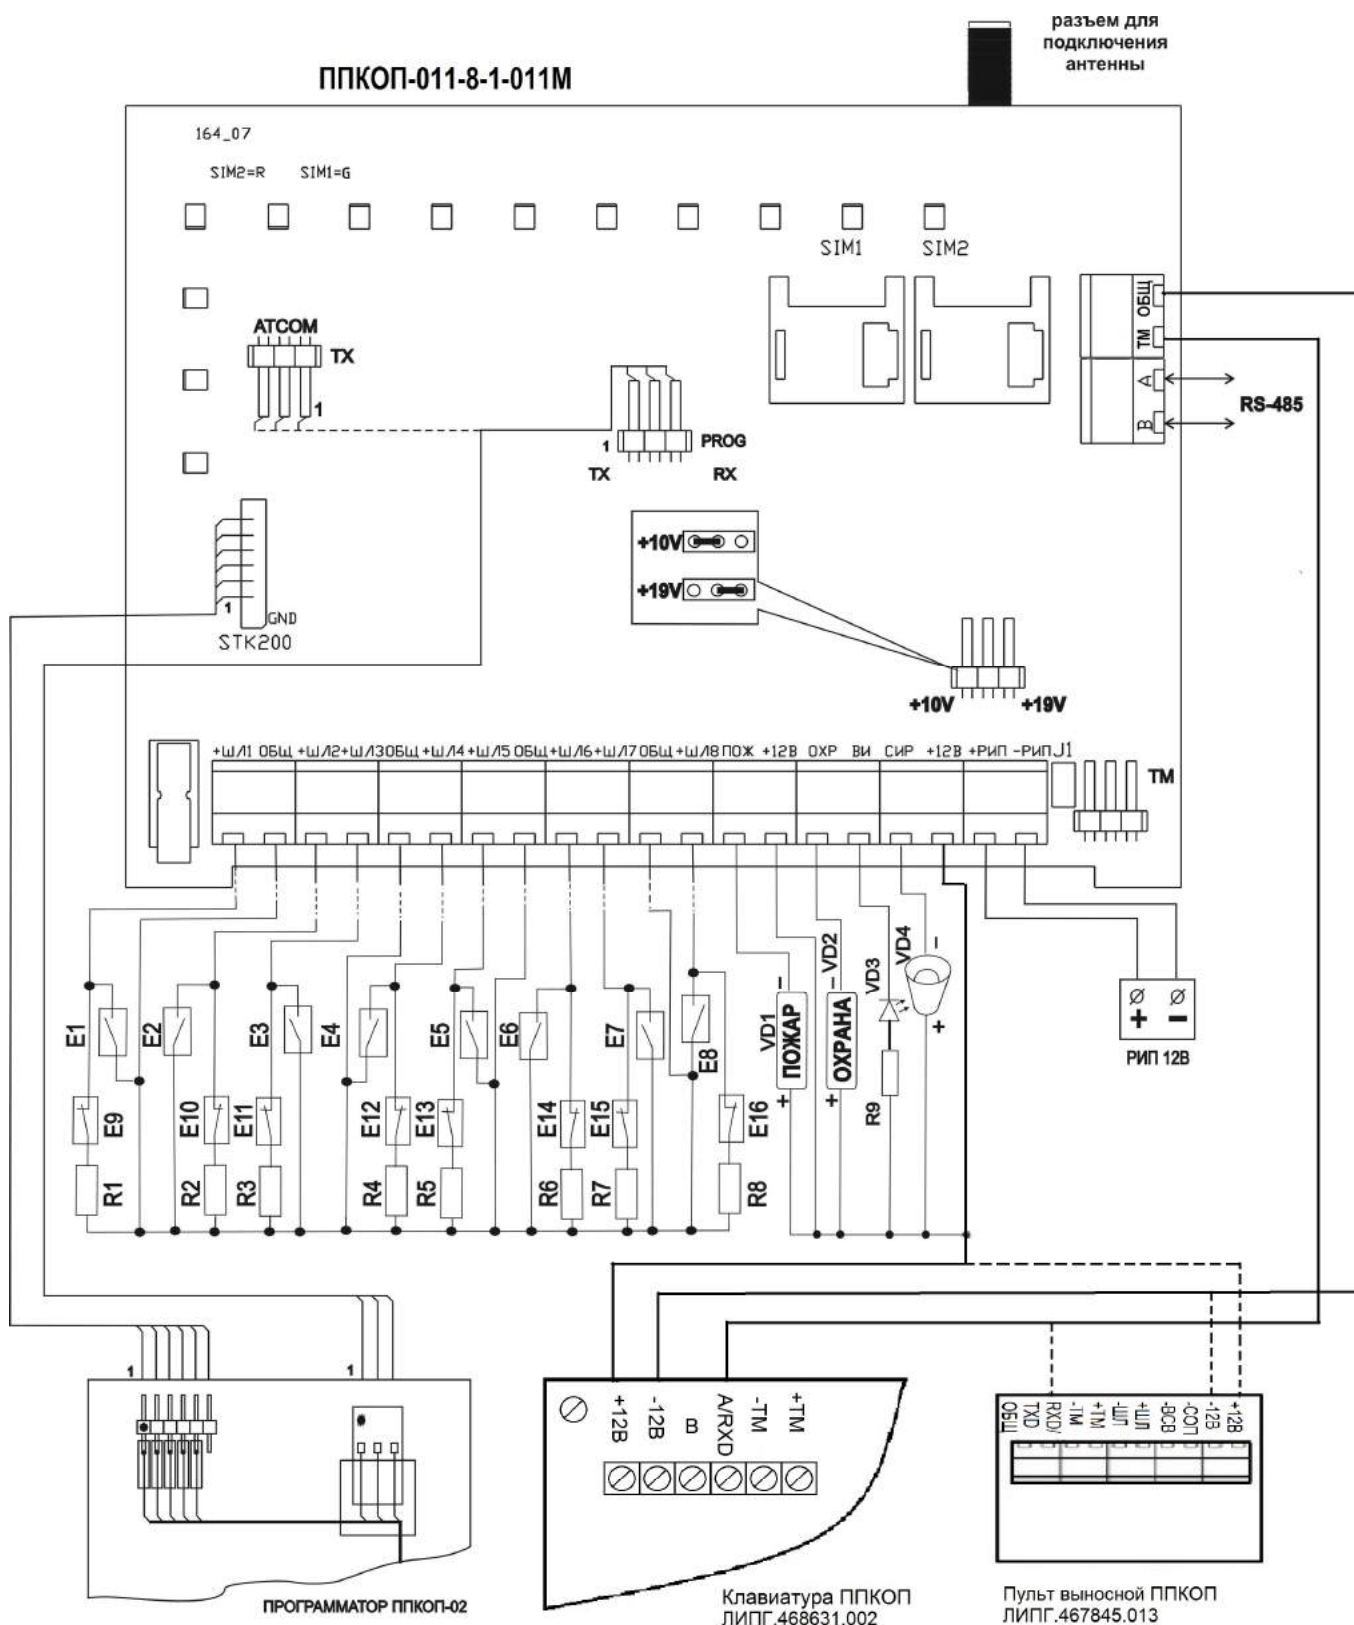 разъем для
подключения
антенны
ППКОП-011-8-1-011М
164_07
SIM2=R SIM1=G
SIM1 SIM2
ОБЩ
ТМ
A
B
RS-485
ATCOM
TX
1
1
PROG
TX RX
+10V
+19V
1
GND
STK200
+10V +19V
+ШЛ1 ОБЩ +ШЛ2 +ШЛ3 ОБЩ +ШЛ4 +ШЛ5 ОБЩ +ШЛ6 +ШЛ7 ОБЩ +ШЛ8 ПОЖ +12В ОХР ВИ СИР +12В +РИП -РИП J1
ТМ
E1 E2 E3 E4 E5 E6 E7 E8
E9 E10 E11 E12 E13 E14 E15 E16
R1 R2 R3 R4 R5 R6 R7 R8
VD1 − ПОЖАР +
VD2 − ОХРАНА +
VD3
R9
VD4 − +
+ −
РИП 12В
1 1
ПРОГРАММАТОР ППКОП-02
+12В -12В В A/RXD -ТМ +ТМ
Клавиатура ППКОП
ЛИПГ.468631.002
ОБЩ TXD RXD/ -ТМ +ТМ -ШЛ +ШЛ -ВСВ -СОП -12В +12В
Пульт выносной ППКОП
ЛИПГ.467845.013